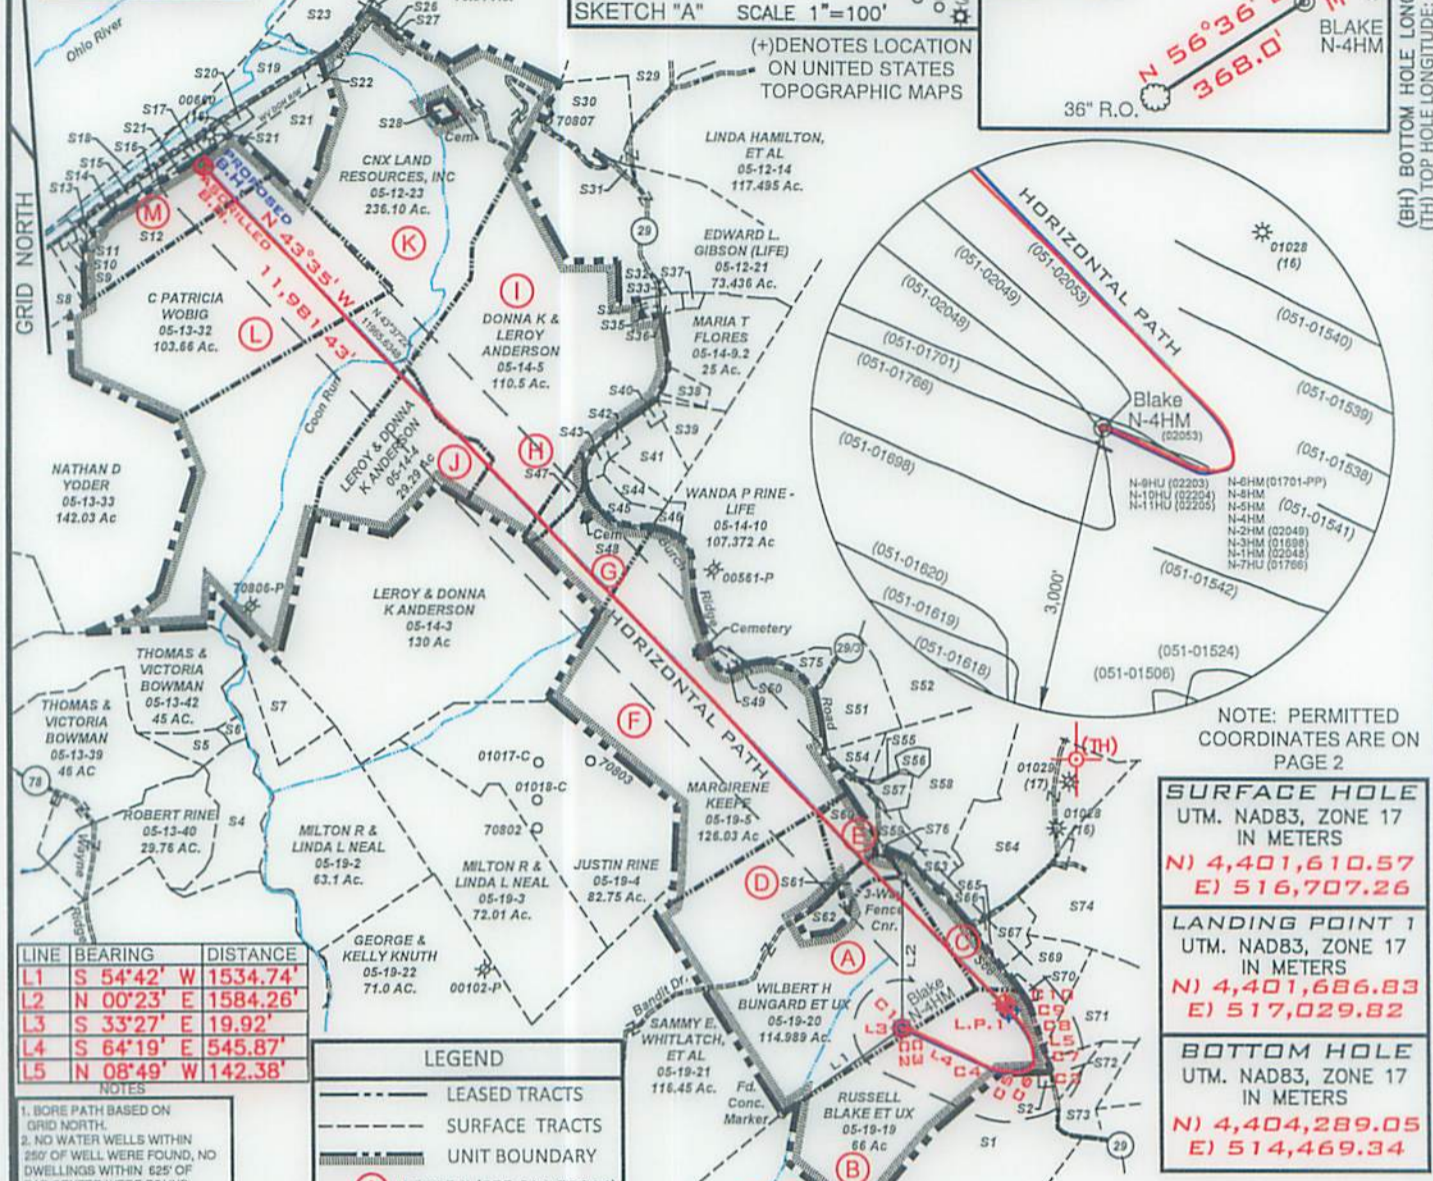 SKETCH "A" SCALE 1"=100'
(+)DENOTES LOCATION
ON UNITED STATES
TOPOGRAPHIC MAPS
36" R.O.
368.0'
BLAKE
N-4HM
(BH) BOTTOM HOLE
(TH) TOP HOLE LONGITUDE:
GRID NORTH
Ohio River
S23
S26
S27
S20
S19
S22
S17
S18
S21
S16
S15
S14
S13
S21
S21
S28
Cem
S29
S30
70807
S31
29
PROPOSED
B.H.
AS DRILLED
B.H.
N 43°35' W
11,981.43'
M
S12
S11
S10
S9
S8
CNX LAND
RESOURCES, INC
05-12-23
236.10 Ac.
K
LINDA HAMILTON,
ET AL
05-12-14
117.495 Ac.
EDWARD L.
GIBSON (LIFE)
05-12-21
73.436 Ac.
S32
S33
S37
S35
S36
C PATRICIA
WOBIG
05-13-32
103.66 Ac.
L
I
DONNA K &
LEROY
ANDERSON
05-14-5
110.5 Ac.
MARIA T
FLORES
05-14-9.2
25 Ac.
S40
S38
S42
S39
S43
S41
Coon Run
LEROY & DONNA
K ANDERSON
05-14-4
29.29 Ac
J
H
S47
S44
S45
S46
Cem
S48
NATHAN D
YODER
05-13-33
142.03 Ac
WANDA P RINE -
LIFE
05-14-10
107.372 Ac
00561-P
Burch
Ridge
Cemetery
G
70806-P
LEROY & DONNA
K ANDERSON
05-14-3
130 Ac
HORIZONTAL PATH
29/3
S75
S60
S49
S52
S51
Road
THOMAS &
VICTORIA
BOWMAN
05-13-42
45 AC.
S7
THOMAS &
VICTORIA
BOWMAN
05-13-39
46 AC
S6
S5
78
F
01017-C
70803
01018-C
70802
MARGIRENE
KEEFE
05-19-5
126.03 Ac
S55
S54
S56
S57
S58
S60
E
S59
S76
S63
ROBERT RINE
05-13-40
29.76 AC.
S4
Wayne
Ridge
MILTON R &
LINDA L NEAL
05-19-2
63.1 Ac.
MILTON R &
LINDA L NEAL
05-19-3
72.01 Ac.
JUSTIN RINE
05-19-4
82.75 Ac.
D
S61
S62
3-Way
Fence
Cnr.
S65
S66
S64
S74
S67
S69
S70
GEORGE &
KELLY KNUTH
05-19-22
71.0 AC.
00102-P
Bandit Dr.
A
C
L2
Blake
N-4HM
WILBERT H
BUNGARD ET UX
05-19-20
114.989 Ac.
SAMMY E.
WHITLATCH,
ET AL
05-19-21
116.45 Ac.
L.P.1
C1
L3
L4
L1
C4
C10
C9
C8
L5
C7
S71
S72
S73
S2
S1
29
Fd.
Conc.
Marker
RUSSELL
BLAKE ET UX
05-19-19
66 Ac
B
HORIZONTAL PATH
(051-02053)
(051-02049)
(051-02048)
(051-01701)
(051-01766)
(051-01698)
(051-01620)
(051-01619)
(051-01618)
01028
(16)
(051-01540)
(051-01539)
(051-01538)
(051-01541)
(051-01542)
(051-01524)
(051-01506)
Blake
N-4HM
(02053)
N-9HU (02203)
N-10HU (02204)
N-11HU (02205)
N-6HM(01701-PP)
N-8HM
N-5HM
N-4HM
N-2HM (02049)
N-3HM (01698)
N-1HM (02048)
N-7HU (01766)
3,000'
(TH)
01029
(17)
01028
(16)
NOTE: PERMITTED
COORDINATES ARE ON
PAGE 2
SURFACE HOLE
UTM. NAD83, ZONE 17
IN METERS
N) 4,401,610.57
E) 516,707.26
LANDING POINT 1
UTM. NAD83, ZONE 17
IN METERS
N) 4,401,686.83
E) 517,029.82
BOTTOM HOLE
UTM. NAD83, ZONE 17
IN METERS
N) 4,404,289.05
E) 514,469.34
LINE BEARING DISTANCE
L1 S 54°42' W 1534.74'
L2 N 00°23' E 1584.26'
L3 S 33°27' E 19.92'
L4 S 64°19' E 545.87'
L5 N 08°49' W 142.38'
NOTES
1. BORE PATH BASED ON
GRID NORTH.
2. NO WATER WELLS WITHIN
250' OF WELL WERE FOUND, NO
DWELLINGS WITHIN 625' OF
LEGEND
LEASED TRACTS
SURFACE TRACTS
UNIT BOUNDARY